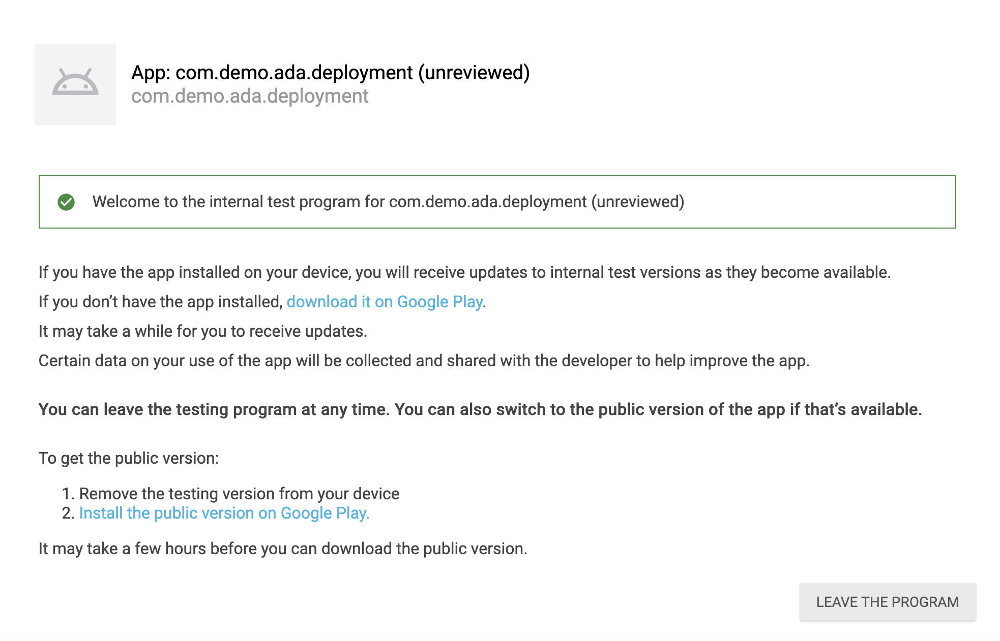 App: com.demo.ada.deployment (unreviewed)
com.demo.ada.deployment
Welcome to the internal test program for com.demo.ada.deployment (unreviewed)
If you have the app installed on your device, you will receive updates to internal test versions as they become available.
If you don’t have the app installed, download it on Google Play.
It may take a while for you to receive updates.
Certain data on your use of the app will be collected and shared with the developer to help improve the app.
You can leave the testing program at any time. You can also switch to the public version of the app if that’s available.
To get the public version:
1. Remove the testing version from your device
2. Install the public version on Google Play.
It may take a few hours before you can download the public version.
LEAVE THE PROGRAM